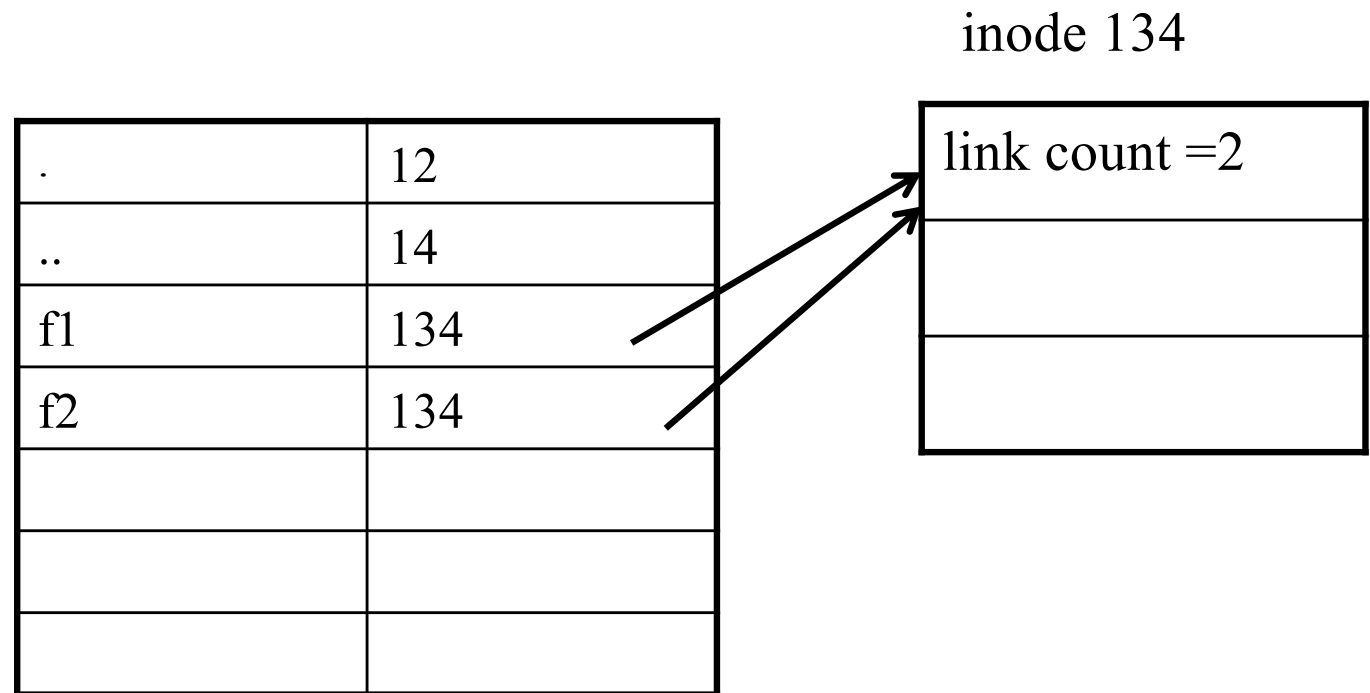 inode 134
link count =2
. 12
.. 14
f1 134
f2 134